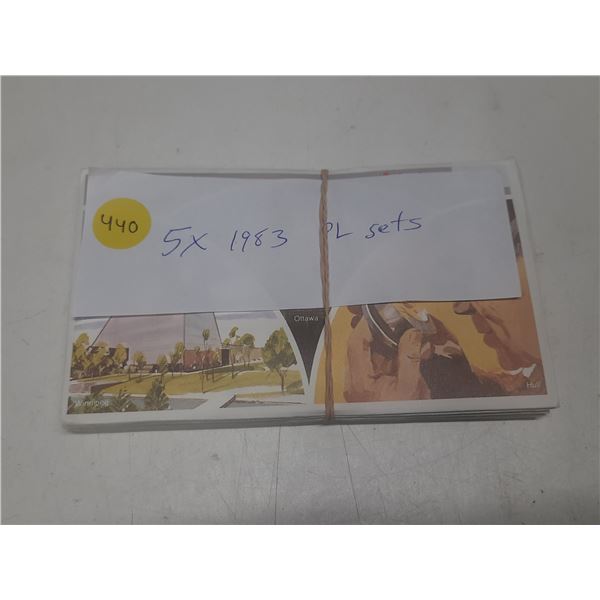 440
5X 1983 PL sets
Ottawa
Winnipeg
Hull